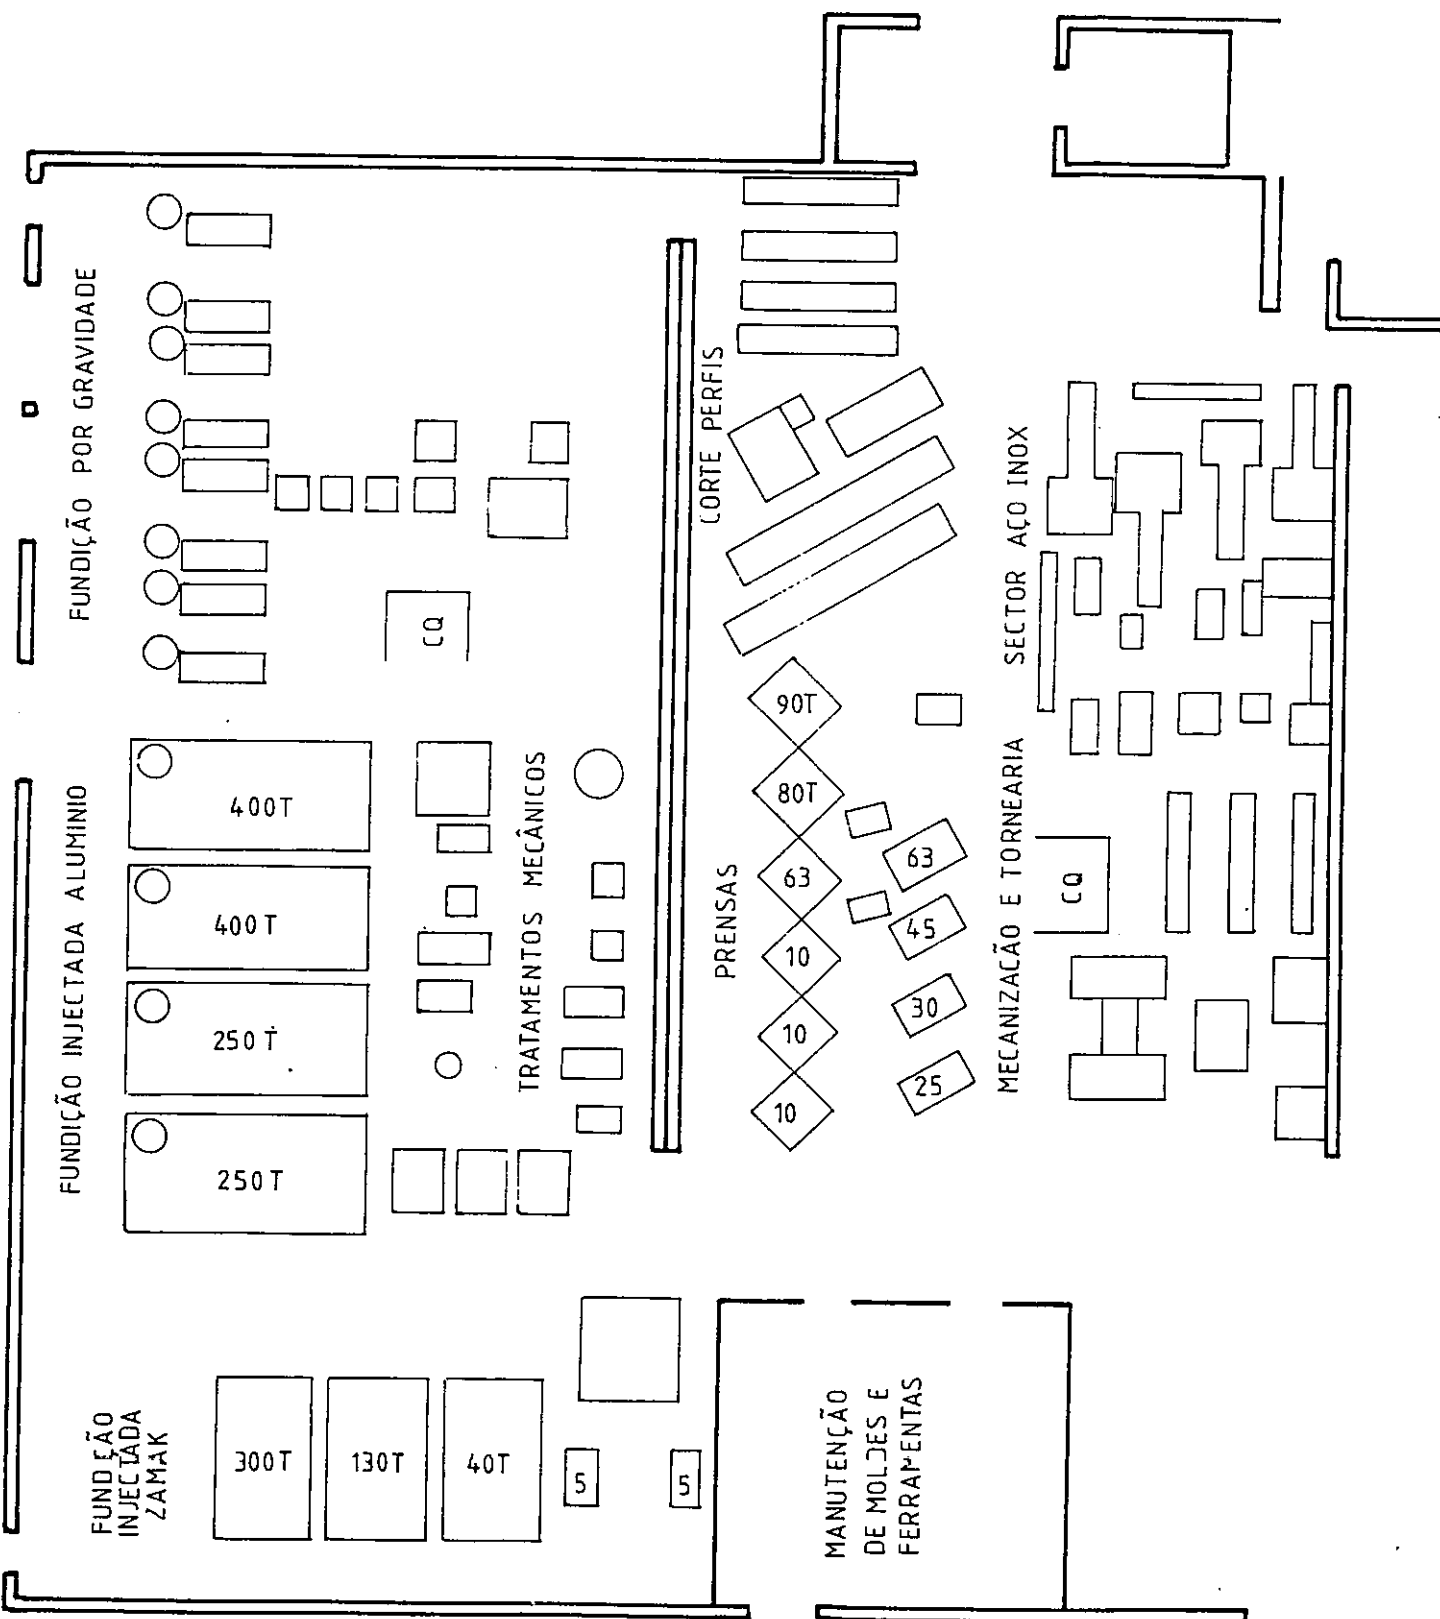 FUNDIÇÃO POR GRAVIDADE
CQ
CORTE PERFIS
SECTOR AÇO INOX
FUNDIÇÃO INJECTADA ALUMINIO
400T
400T
250T
250T
TRATAMENTOS MECÂNICOS
PRENSAS
90T
80T
63
10
10
10
63
45
30
25
MECANIZAÇÃO E TORNEARIA
CQ
FUNDIÇÃO
INJECTADA
ZAMAK
300T
130T
40T
5
5
MANUTENÇÃO
DE MOLDES E
FERRAMENTAS